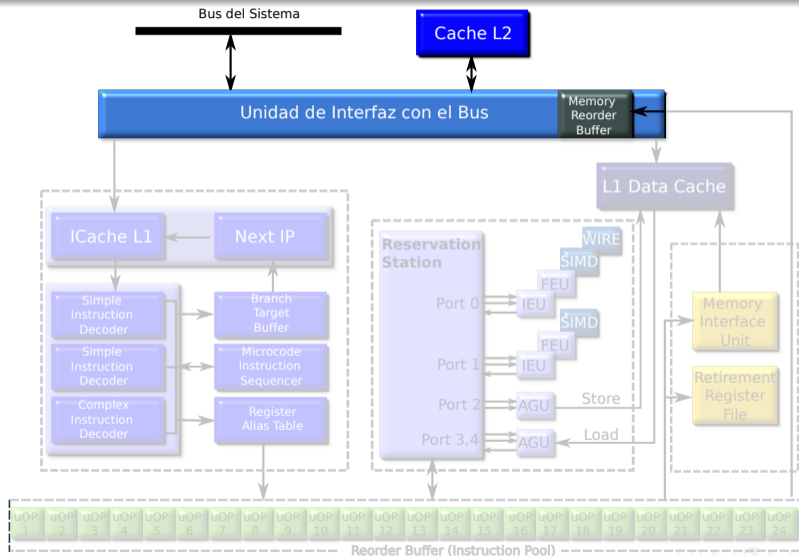 Bus del Sistema
Cache L2
Unidad de Interfaz con el Bus
Memory
Reorder
Buffer
L1 Data Cache
ICache L1
Next IP
Simple
Instruction
Decoder
Branch
Target
Buffer
Simple
Instruction
Decoder
Microcode
Instruction
Sequencer
Complex
Instruction
Decoder
Register
Alias Table
Reservation
Station
Port 0
IEU
FEU
SIMD
WIRE
Port 1
IEU
FEU
SIMD
Port 2
AGU
Store
Port 3,4
AGU
Load
Memory
Interface
Unit
Retirement
Register
File
uOP 1
uOP 2
uOP 3
uOP 4
uOP 5
uOP 6
uOP 7
uOP 8
uOP 9
uOP 10
uOP 11
uOP 12
uOP 13
uOP 14
uOP 15
uOP 16
uOP 17
uOP 18
uOP 19
uOP 20
uOP 21
uOP 22
uOP 23
uOP 24
Reorder Buffer (Instruction Pool)